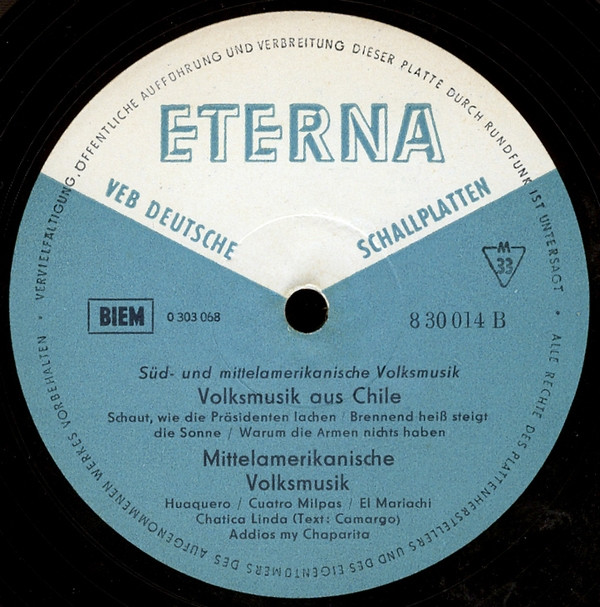 VERVIELFÄLTIGUNG, ÖFFENTLICHE AUFFÜHRUNG UND VERBREITUNG DIESER PLATTE DURCH RUNDFUNK IST UNTERSAGT • ALLE RECHTE DES PLATTENHERSTELLERS UND DES EIGENTÜMERS DES AUFGENOMMENEN WERKES VORBEHALTEN •
ETERNA
VEB DEUTSCHE SCHALLPLATTEN
M
33
BIEM 0 303 068 8 30 014 B
Süd- und mittelamerikanische Volksmusik
Volksmusik aus Chile
Schaut, wie die Präsidenten lachen / Brennend heiß steigt
die Sonne / Warum die Armen nichts haben
Mittelamerikanische
Volksmusik
Huaquero / Cuatro Milpas / El Mariachi
Chatica Linda (Text: Camargo)
Addios my Chaparita